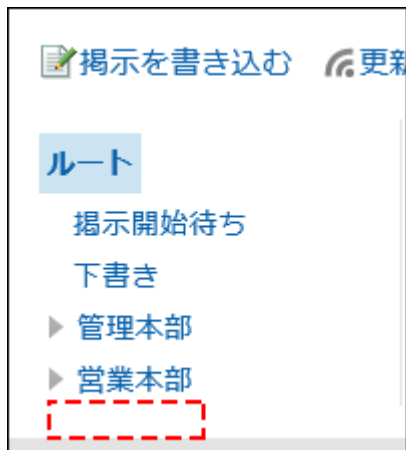 掲示を書き込む 更新
ルート
掲示開始待ち
下書き
管理本部
営業本部